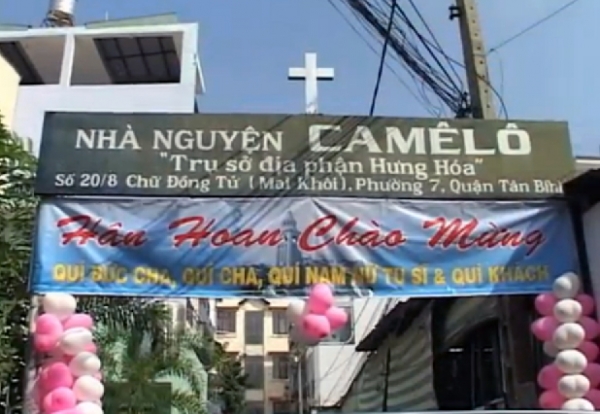 NHÀ NGUYỆN CAMÊLÔ
"Trụ sở địa phận Hưng Hóa"
Số 20/8 Chử Đồng Tử (Mai Khôi), Phường 7, Quận Tân Bình
Hân Hoan Chào Mừng
QUÍ ĐỨC CHA, QUÍ CHA, QUÍ NAM NỮ TU SĨ & QUÍ KHÁCH